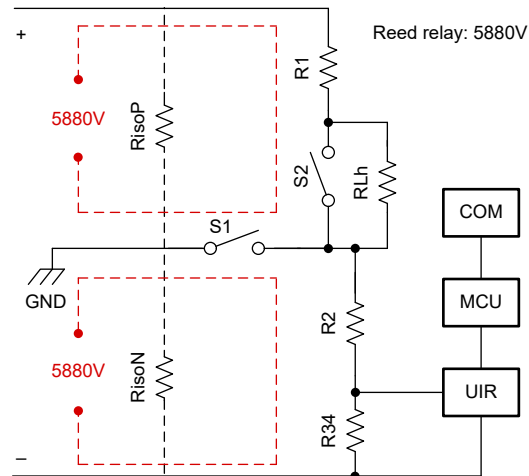 +
Reed relay: 5880V
R1
5880V
RisoP
S2
RLh
S1
COM
GND
MCU
R2
5880V
RisoN
UIR
R34
–